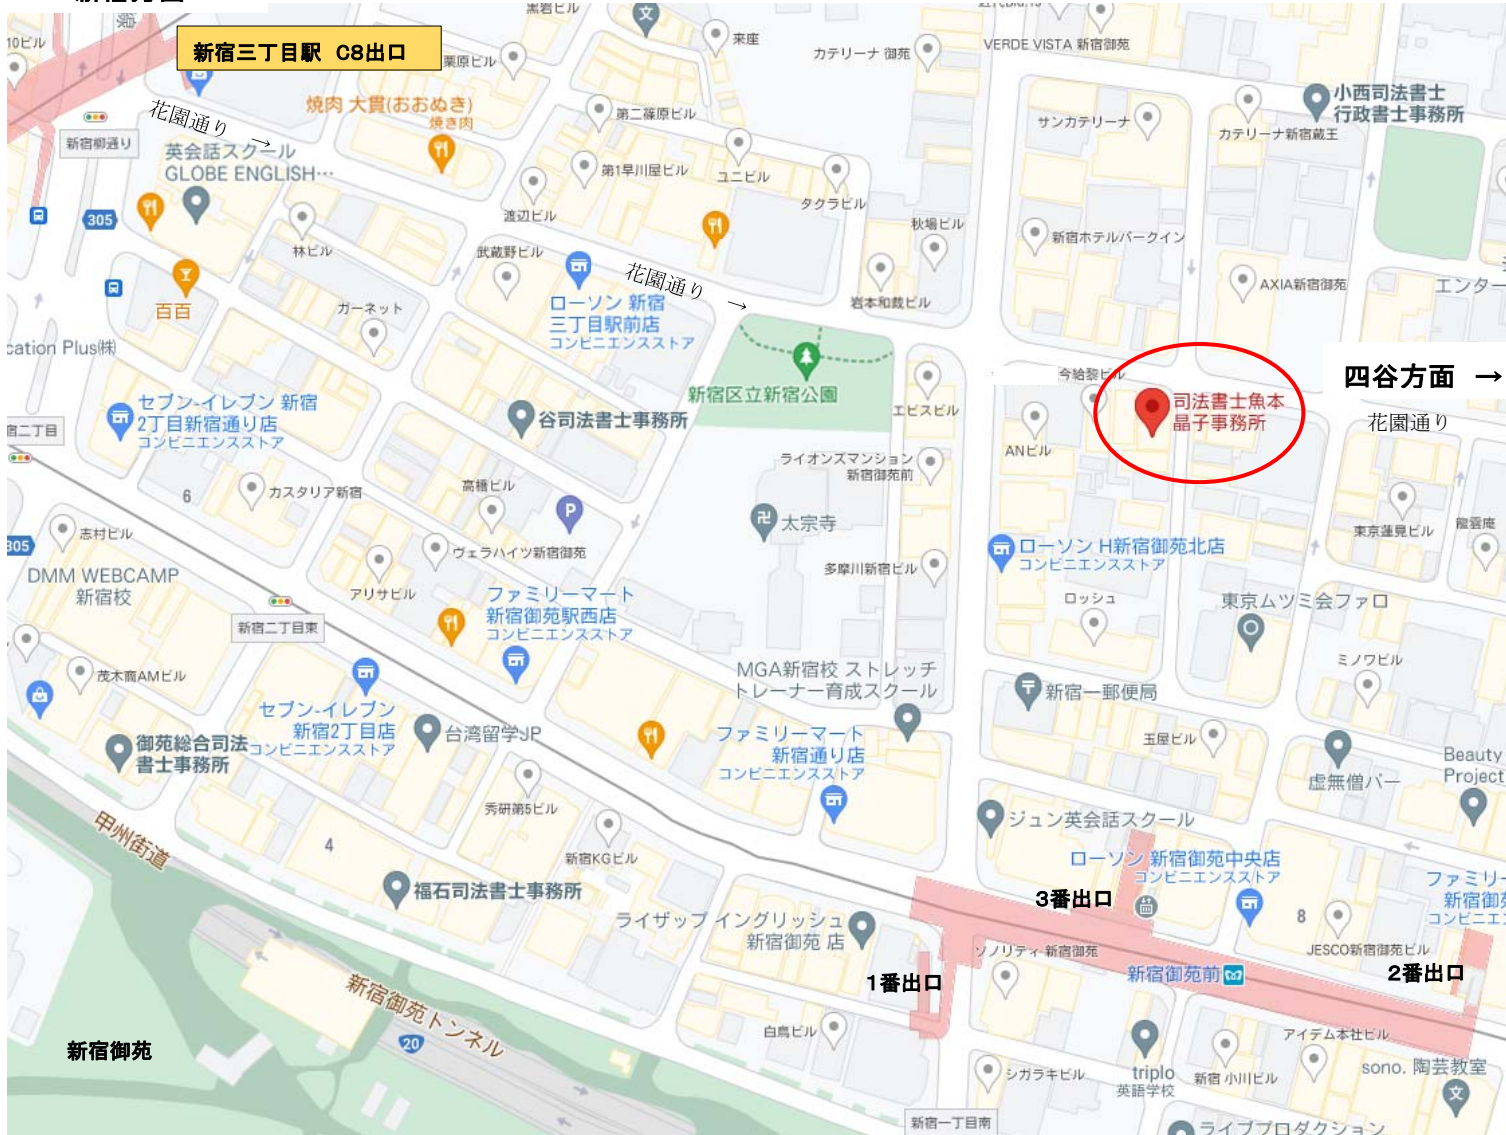 黒岩ビル
10ビル
新宿三丁目駅 C8出口
栗原ビル
来座
カテリーナ 御苑
VERDE VISTA 新宿御苑
小西司法書士
行政書士事務所
焼肉 大貫(おおぬき)
焼き肉
花園通り →
第二篠原ビル
サンカテリーナ
カテリーナ新宿蔵王
新宿柳通り
英会話スクール
GLOBE ENGLISH…
第1早川屋ビル
ユニビル
タクラビル
305
渡辺ビル
秋場ビル
林ビル
武蔵野ビル
新宿ホテルパークイン
花園通り →
AXIA新宿御苑
エンター
百百
ガーネット
ローソン 新宿
三丁目駅前店
コンビニエンスストア
岩本和裁ビル
cation Plus㈱
新宿区立新宿公園
今給黎ビル
司法書士魚本
晶子事務所
四谷方面 →
花園通り
セブン-イレブン 新宿
2丁目新宿通り店
コンビニエンスストア
谷司法書士事務所
エビスビル
ANビル
宿二丁目
ライオンズマンション
新宿御苑前
6
カスタリア新宿
高橋ビル
P
太宗寺
志村ビル
305
ヴェラハイツ新宿御苑
東京蓮見ビル
龍雲庵
ローソン H新宿御苑北店
コンビニエンスストア
DMM WEBCAMP
新宿校
アリサビル
多摩川新宿ビル
ファミリーマート
新宿御苑駅西店
コンビニエンスストア
ロッシュ
東京ムツミ会ファロ
新宿二丁目東
茂木商AMビル
MGA新宿校 ストレッチ
トレーナー育成スクール
新宿一郵便局
ミノワビル
セブン-イレブン
新宿2丁目店
コンビニエンスストア
台湾留学JP
御苑総合司法
書士事務所
ファミリーマート
新宿通り店
コンビニエンスストア
玉屋ビル
虚無僧バー
Beauty
Project
秀研第5ビル
甲州街道
4
新宿KGビル
ジュン英会話スクール
ローソン 新宿御苑中央店
コンビニエンスストア
福石司法書士事務所
3番出口
ファミリー
新宿御苑
コンビニエン
ライザップ イングリッシュ
新宿御苑 店
8
ソノリティ 新宿御苑
JESCO新宿御苑ビル
新宿御苑前
1番出口
2番出口
新宿御苑トンネル
20
白鳥ビル
アイデム本社ビル
新宿御苑
シガラキビル
triplo
英語学校
新宿 小川ビル
sono. 陶芸教室
新宿一丁目南
ライブプロダクション